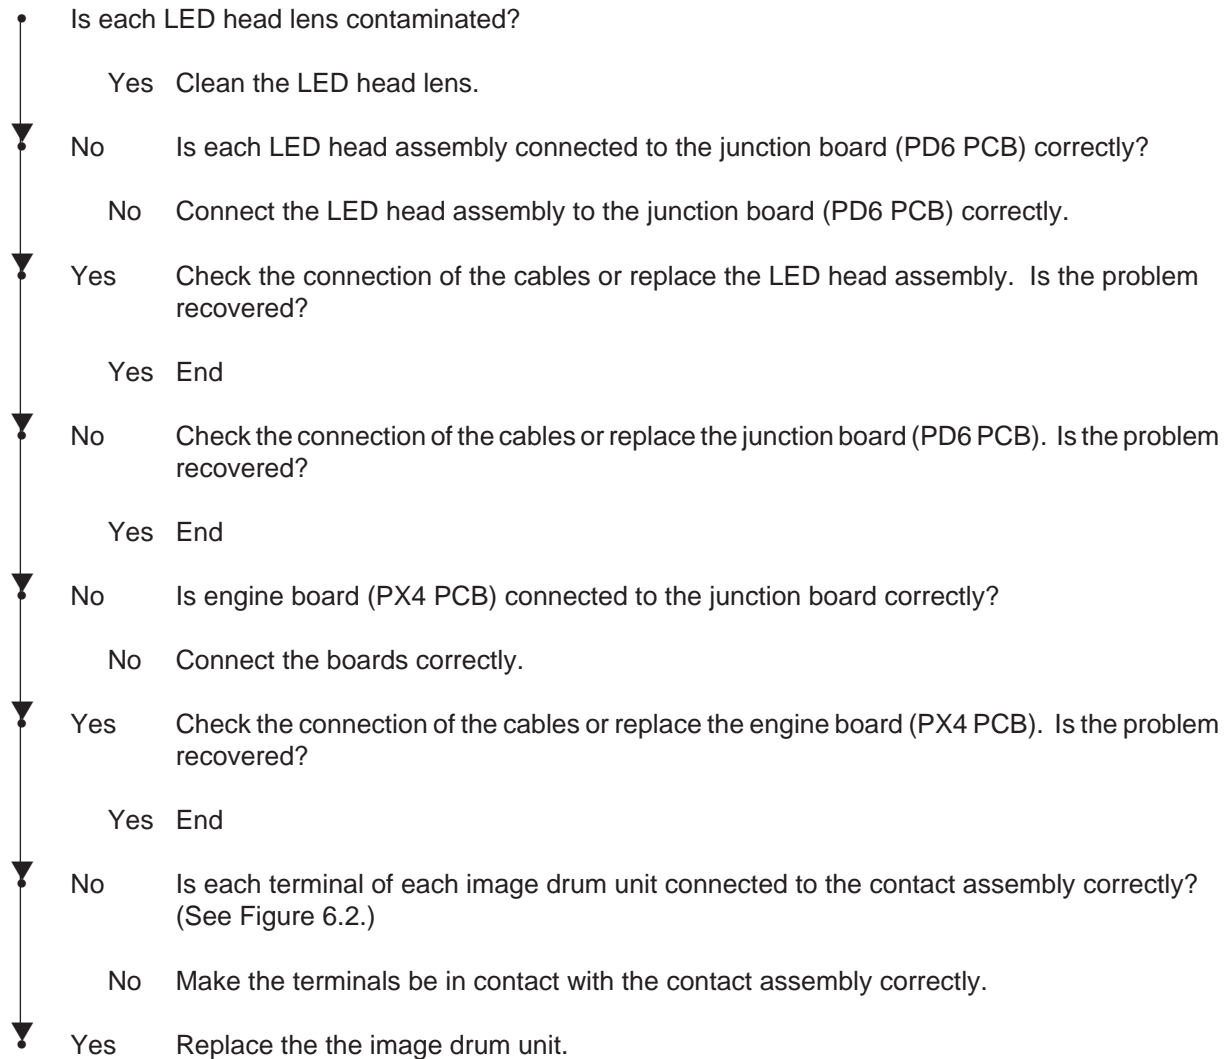 Is each LED head lens contaminated?
Yes Clean the LED head lens.
No Is each LED head assembly connected to the junction board (PD6 PCB) correctly?
No Connect the LED head assembly to the junction board (PD6 PCB) correctly.
Yes Check the connection of the cables or replace the LED head assembly. Is the problem
recovered?
Yes End
No Check the connection of the cables or replace the junction board (PD6 PCB). Is the problem
recovered?
Yes End
No Is engine board (PX4 PCB) connected to the junction board correctly?
No Connect the boards correctly.
Yes Check the connection of the cables or replace the engine board (PX4 PCB). Is the problem
recovered?
Yes End
No Is each terminal of each image drum unit connected to the contact assembly correctly?
(See Figure 6.2.)
No Make the terminals be in contact with the contact assembly correctly.
Yes Replace the the image drum unit.